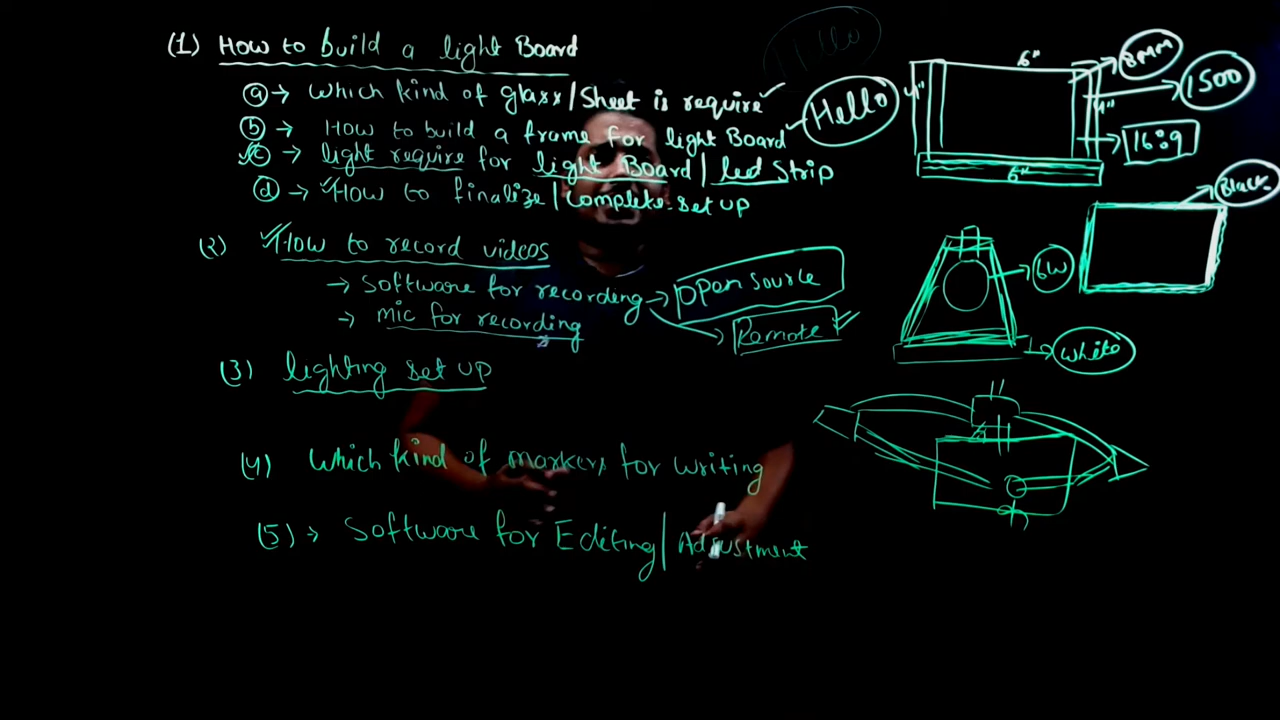 (1) How to build a light Board
(a) → which kind of glass/Sheet is require ✓
(b) → How to build a frame for light Board ✓
✓(c) → light require for light Board | led Strip
(d) → ✓How to finalize/complete set up
(2) ✓How to record videos
→ Software for recording → Open Source
→ Remote ✓
→ mic for recording
(3) lighting set up
(4) which kind of markers for writing
(5) → Software for Editing | Adjustment
Hello
Hello
6"
8MM
4"
4"
1500
16:9
6"
Black
6W
White